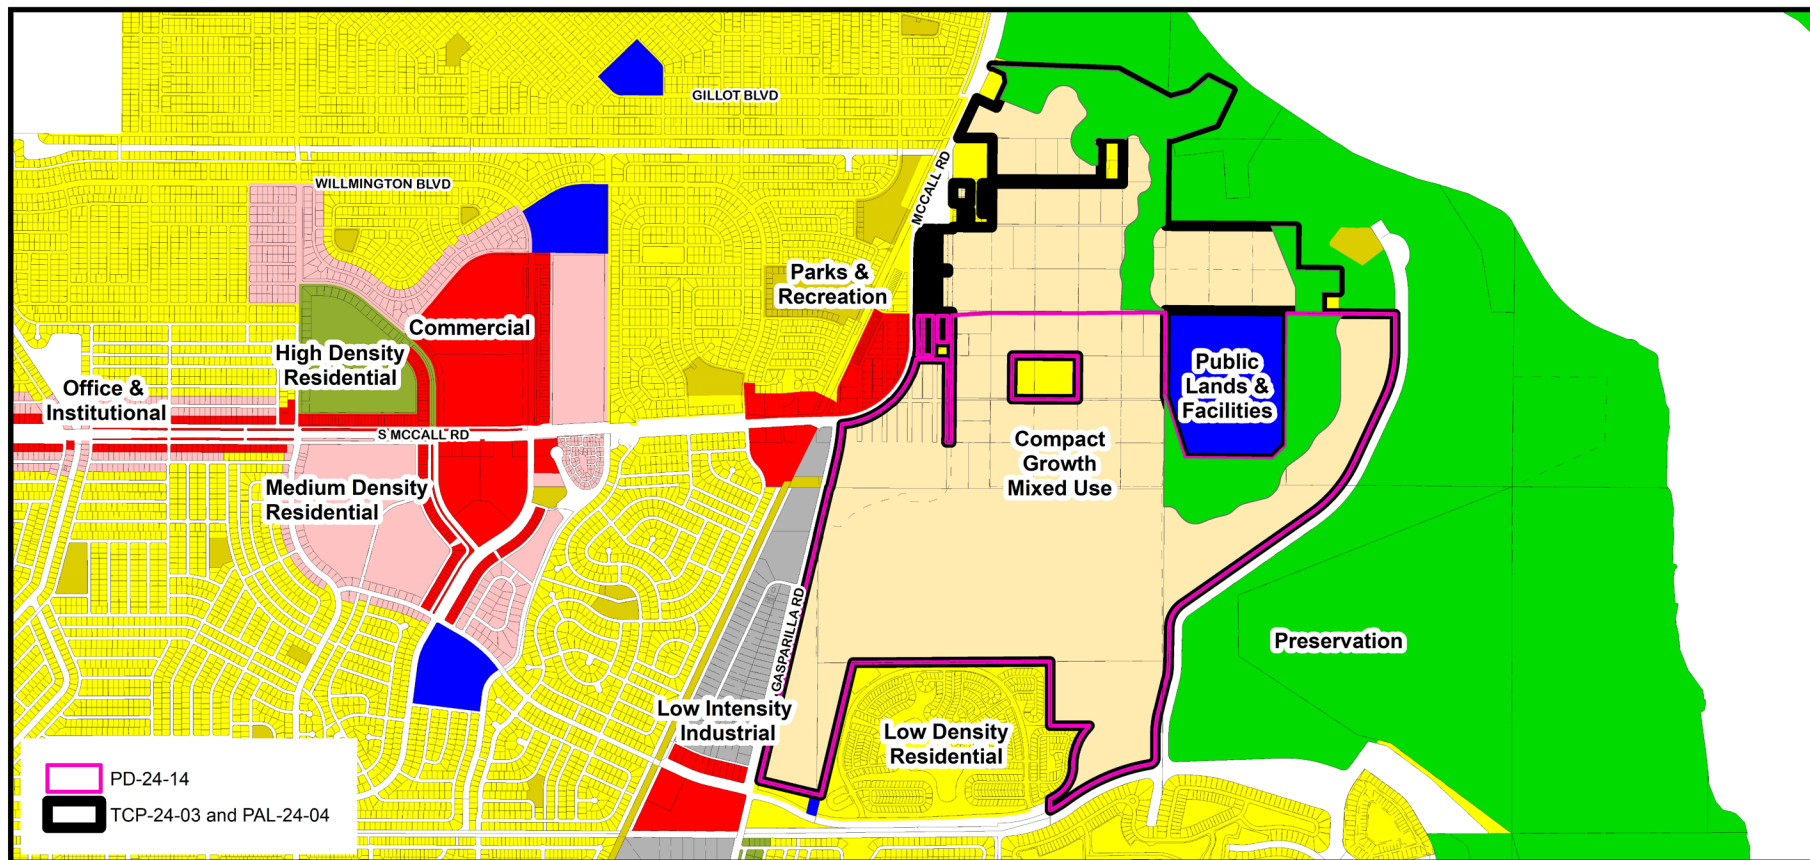 GILLOT BLVD
WILLMINGTON BLVD
MCCALL RD
Parks &
Recreation
Commercial
High Density
Residential
Office &
Institutional
Public
Lands &
Facilities
S MCCALL RD
Compact
Growth
Mixed Use
Medium Density
Residential
GASPARILLA RD
Preservation
Low Intensity
Industrial
Low Density
Residential
PD-24-14
TCP-24-03 and PAL-24-04